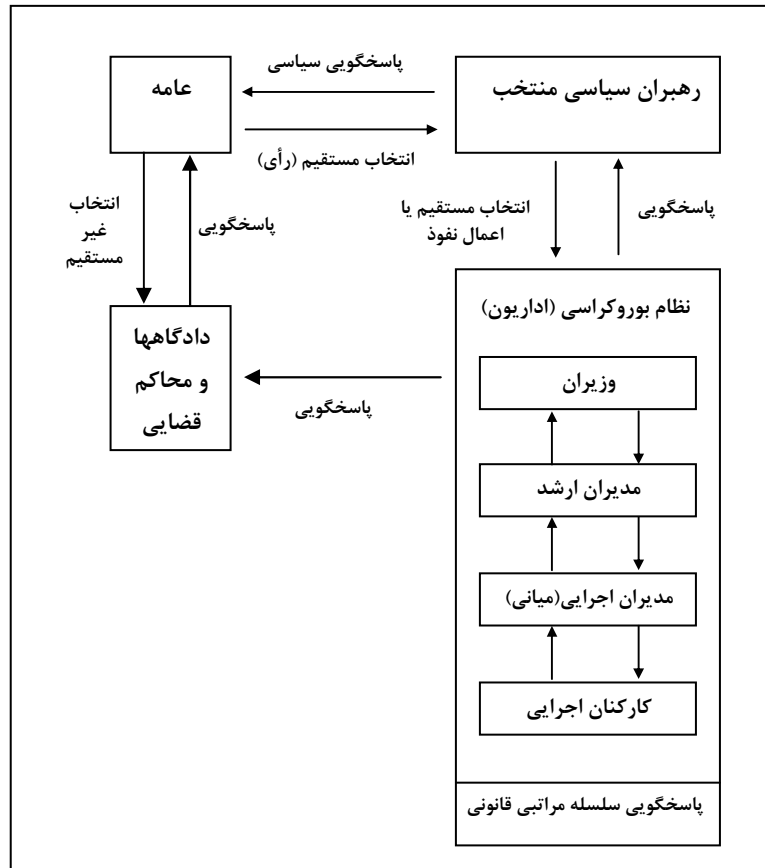 پاسخگویی سیاسی
رهبران سیاسی منتخب
عامه
انتخاب مستقیم (رأی)
انتخاب مستقیم یا
اعمال نفوذ
پاسخگویی
پاسخگویی
انتخاب
غیر
مستقیم
نظام بوروکراسی (اداریون)
دادگاهها
و محاکم
قضایی
پاسخگویی
وزیران
مدیران ارشد
مدیران اجرایی(میانی)
کارکنان اجرایی
پاسخگویی سلسله مراتبی قانونی